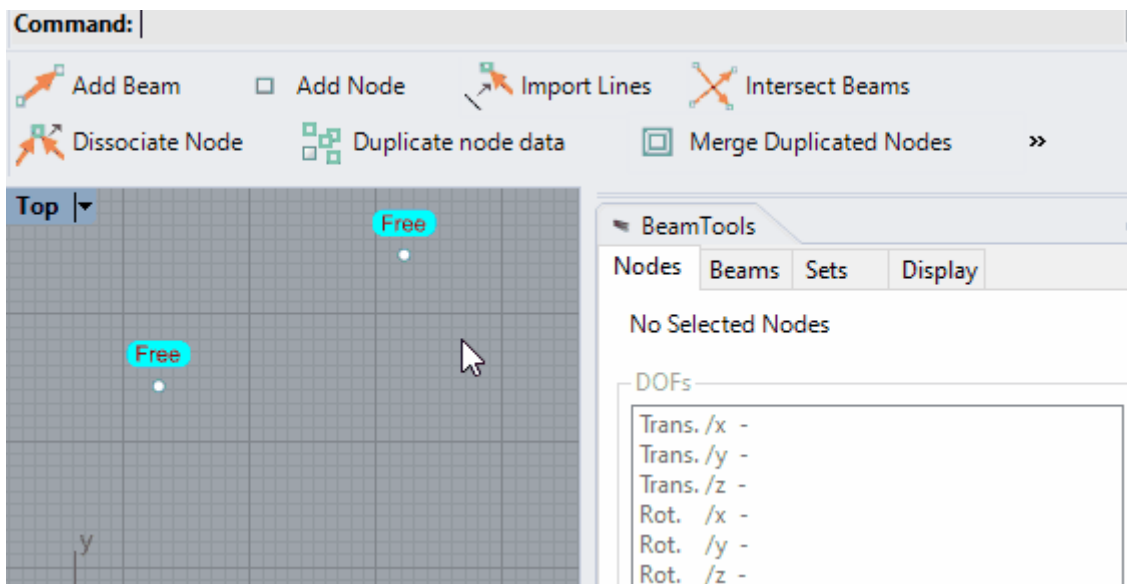 Command:
Add Beam Add Node Import Lines Intersect Beams
Dissociate Node Duplicate node data Merge Duplicated Nodes »
Top
Free
Free
y
BeamTools
Nodes Beams Sets Display
No Selected Nodes
DOFs
Trans. /x -
Trans. /y -
Trans. /z -
Rot. /x -
Rot. /y -
Rot. /z -